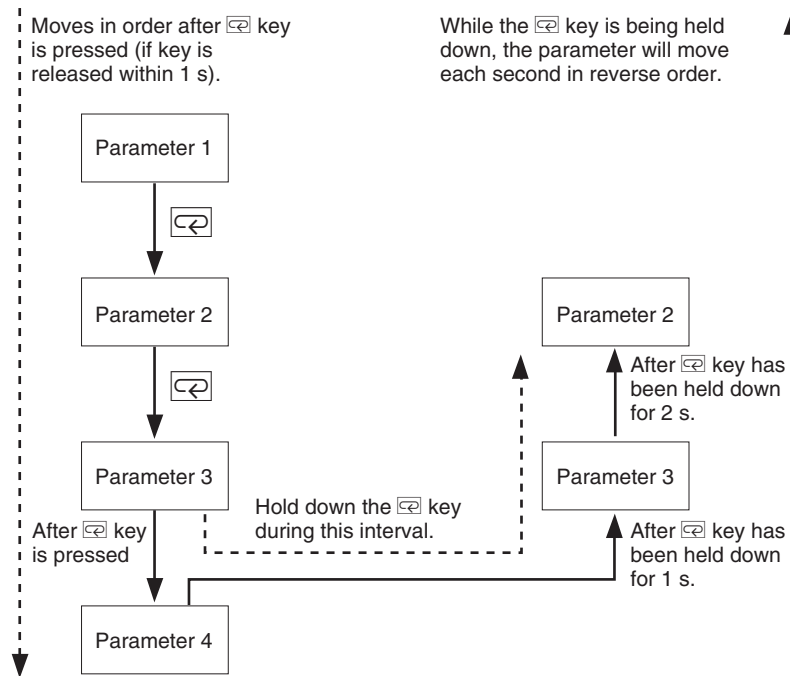 Moves in order after key
is pressed (if key is
released within 1 s).
While the key is being held
down, the parameter will move
each second in reverse order.
Parameter 1
Parameter 2
Parameter 3
After key
is pressed
Parameter 4
Hold down the key
during this interval.
Parameter 2
After key has
been held down
for 2 s.
Parameter 3
After key has
been held down
for 1 s.